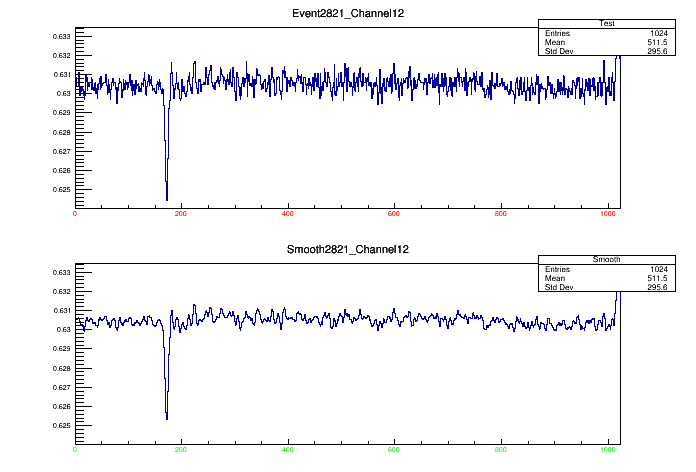 Event2821_Channel12
Test
Entries 1024
Mean 511.5
Std Dev 295.6
0.633
0.632
0.631
0.63
0.629
0.628
0.627
0.626
0.625
0 200 400 600 800 1000
Smooth2821_Channel12
Smooth
Entries 1024
Mean 511.5
Std Dev 295.6
0.633
0.632
0.631
0.63
0.629
0.628
0.627
0.626
0.625
0 200 400 600 800 1000